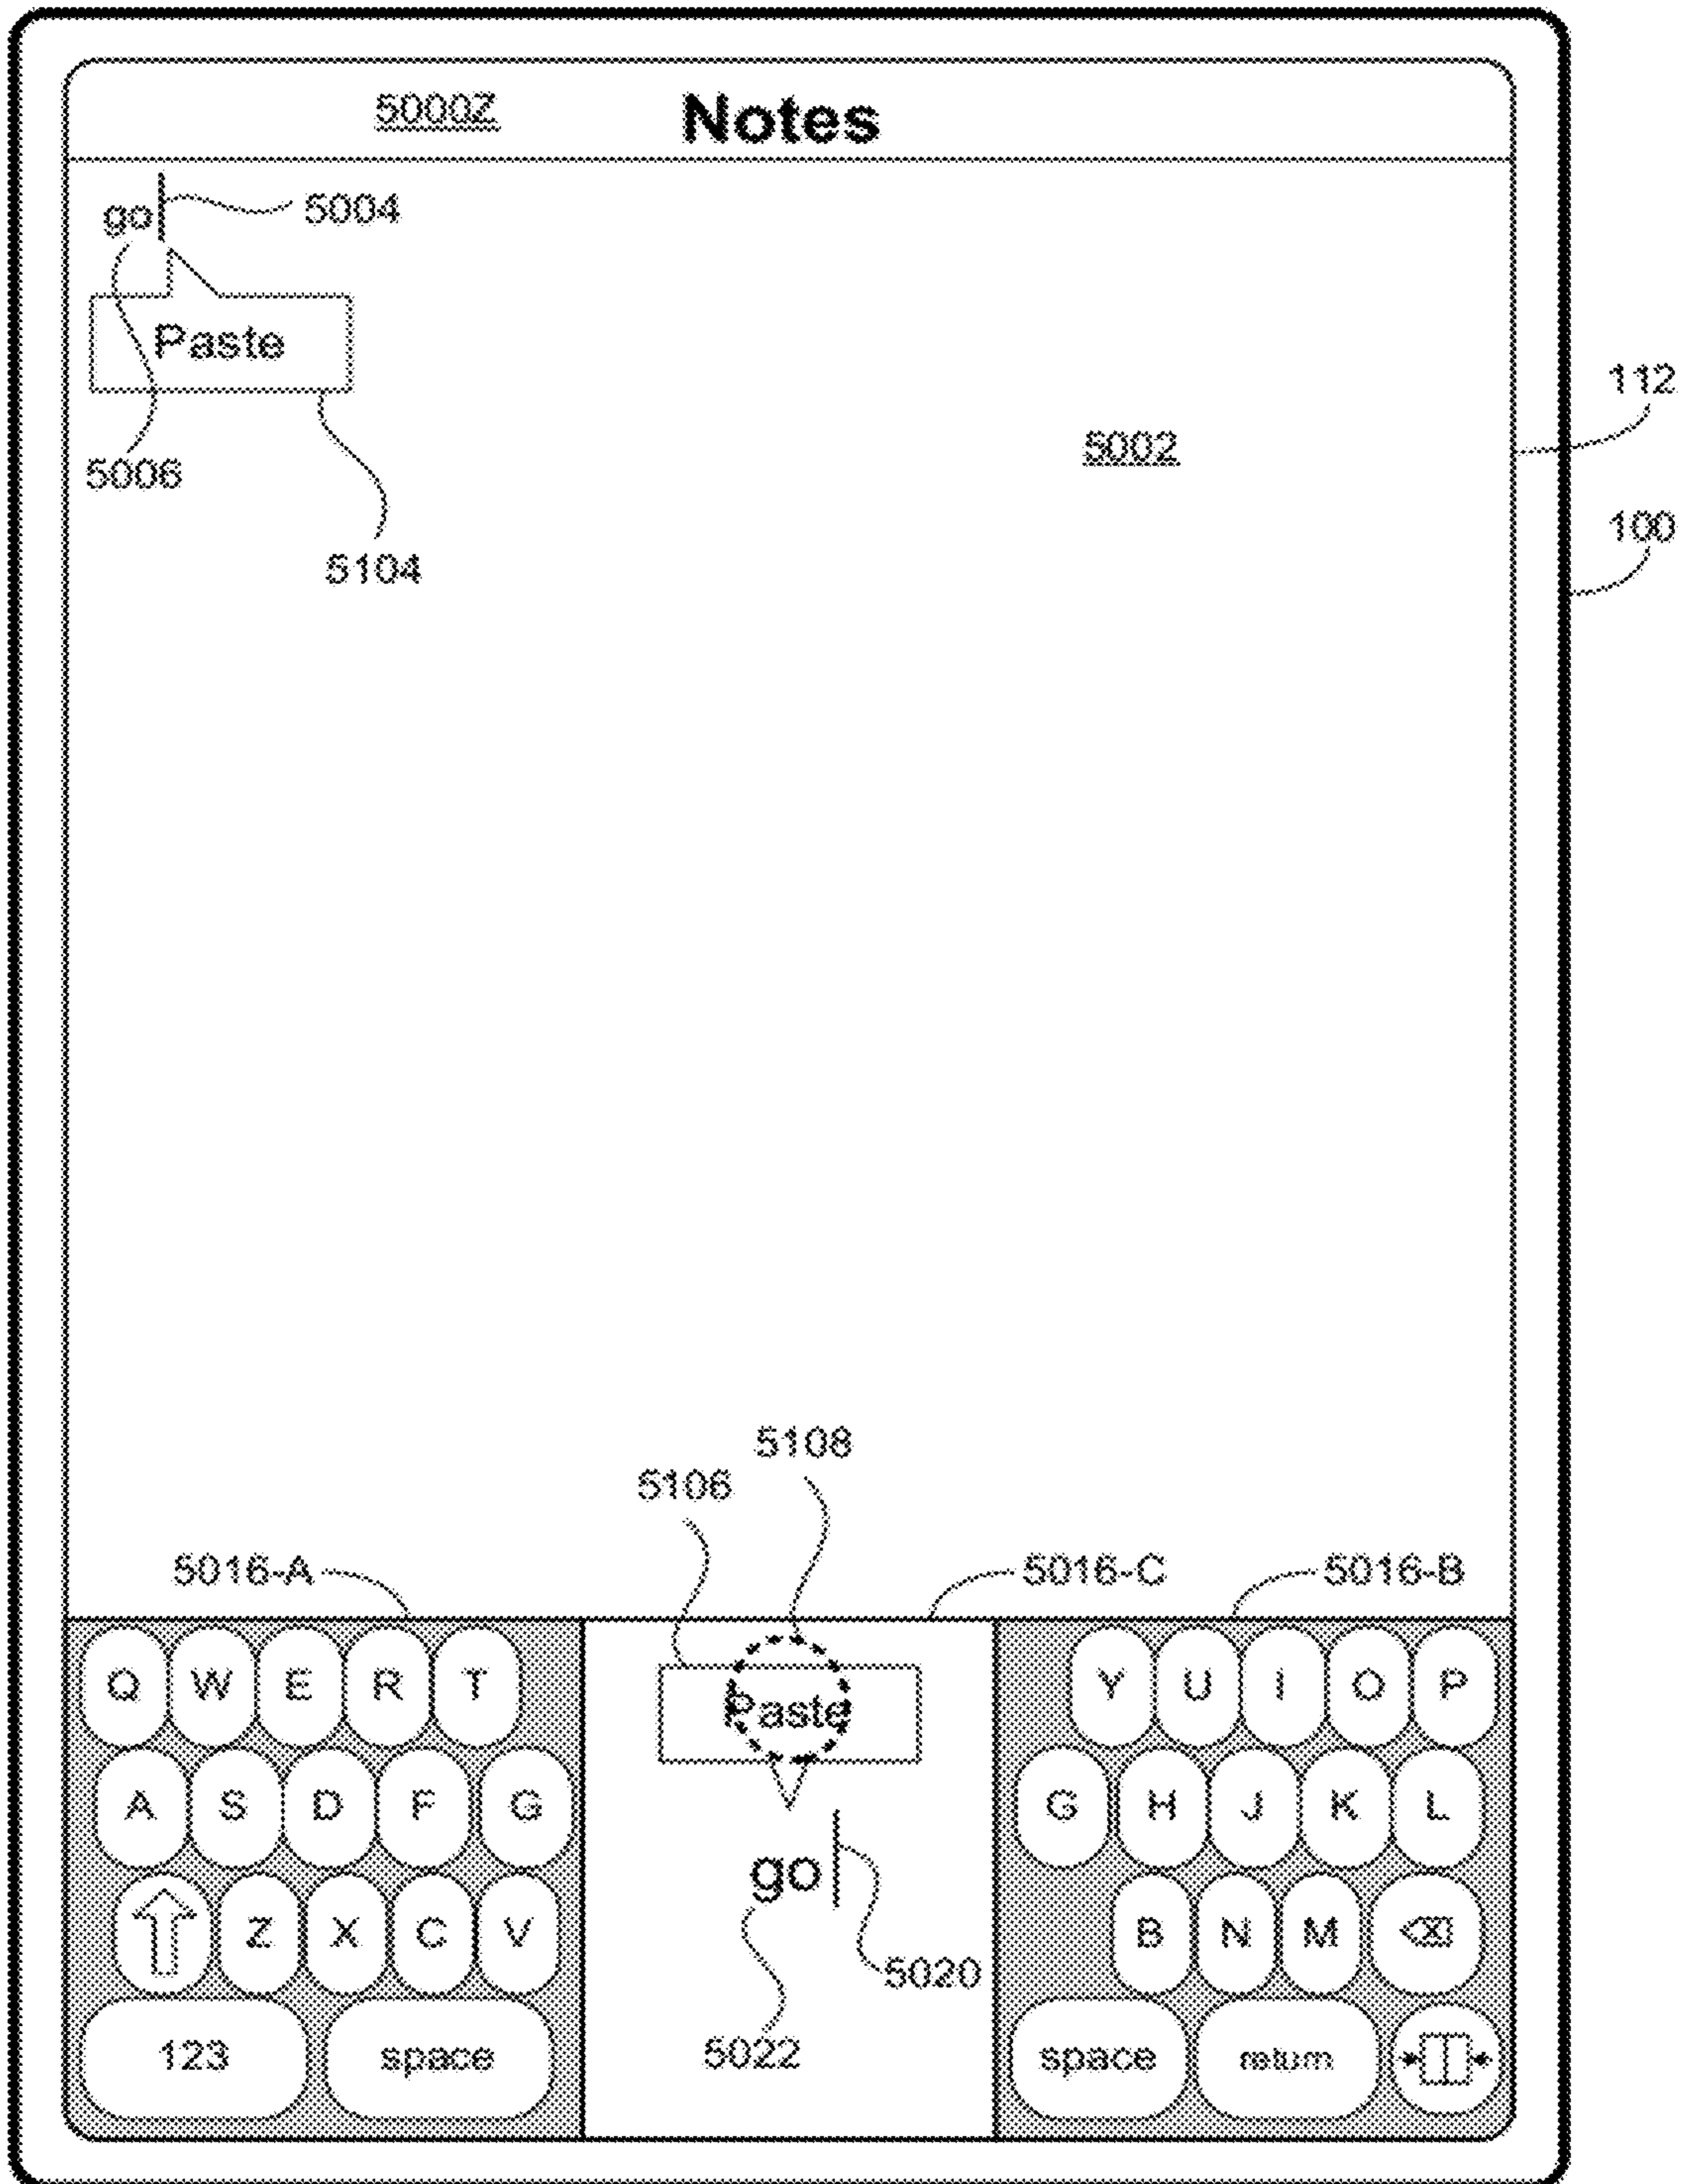 5000Z Notes
go 5004
Paste
112
5002
5006
100
5104
5108
5106
5016-A 5016-C 5016-B
Q W E R T Paste Y U I O P
A S D F G G H J K L
go
Z X C V B N M
5020
123 space 5022 space return